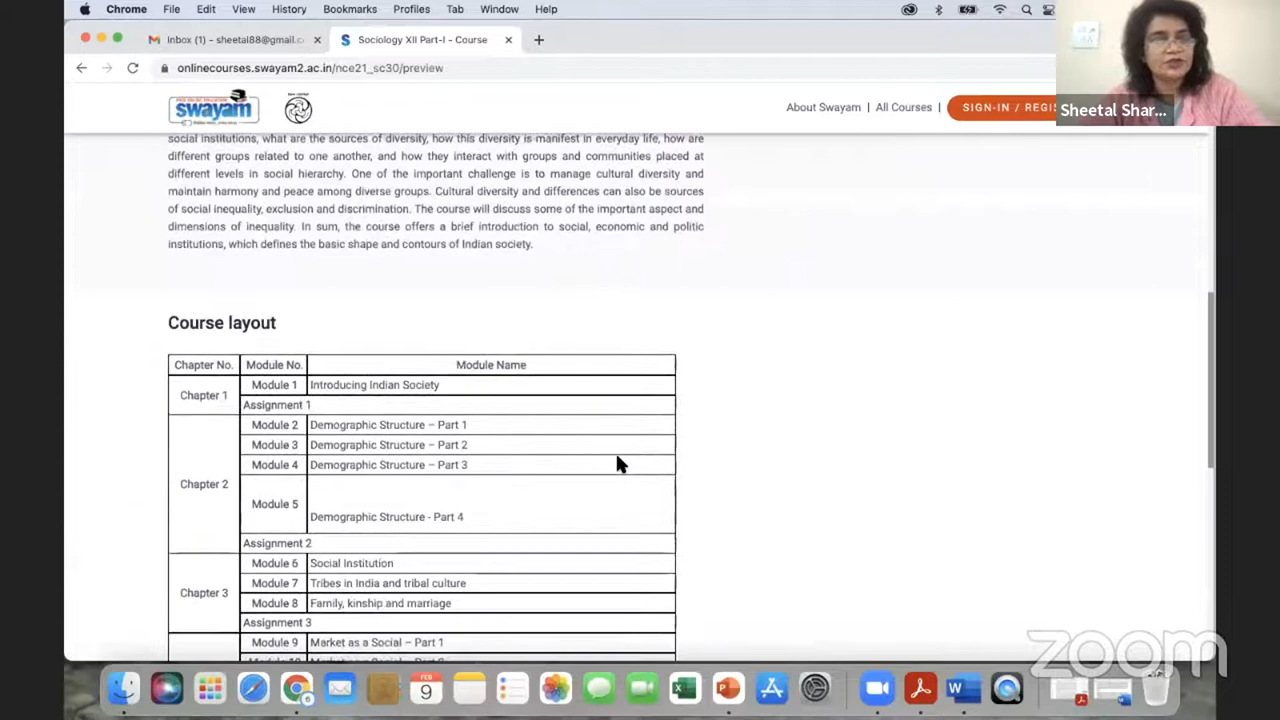 Chrome File Edit View History Bookmarks Profiles Tab Window Help
Inbox (1) - sheetal88@gmail.c
Sociology XII Part-I - Course
onlinecourses.swayam2.ac.in/nce21_sc30/preview
swayam
About Swayam | All Courses | SIGN-IN / REGIS
Sheetal Shar...
social institutions, what are the sources of diversity, how this diversity is manifest in everyday life, how are
different groups related to one another, and how they interact with groups and communities placed at
different levels in social hierarchy. One of the important challenge is to manage cultural diversity and
maintain harmony and peace among diverse groups. Cultural diversity and differences can also be sources
of social inequality, exclusion and discrimination. The course will discuss some of the important aspect and
dimensions of inequality. In sum, the course offers a brief introduction to social, economic and politic
institutions, which defines the basic shape and contours of Indian society.
Course layout
Chapter No. Module No. Module Name
Chapter 1
Module 1 Introducing Indian Society
Assignment 1
Chapter 2
Module 2 Demographic Structure – Part 1
Module 3 Demographic Structure – Part 2
Module 4 Demographic Structure – Part 3
Module 5 Demographic Structure - Part 4
Assignment 2
Chapter 3
Module 6 Social Institution
Module 7 Tribes in India and tribal culture
Module 8 Family, kinship and marriage
Assignment 3
Module 9 Market as a Social – Part 1
zoom
FEB
9